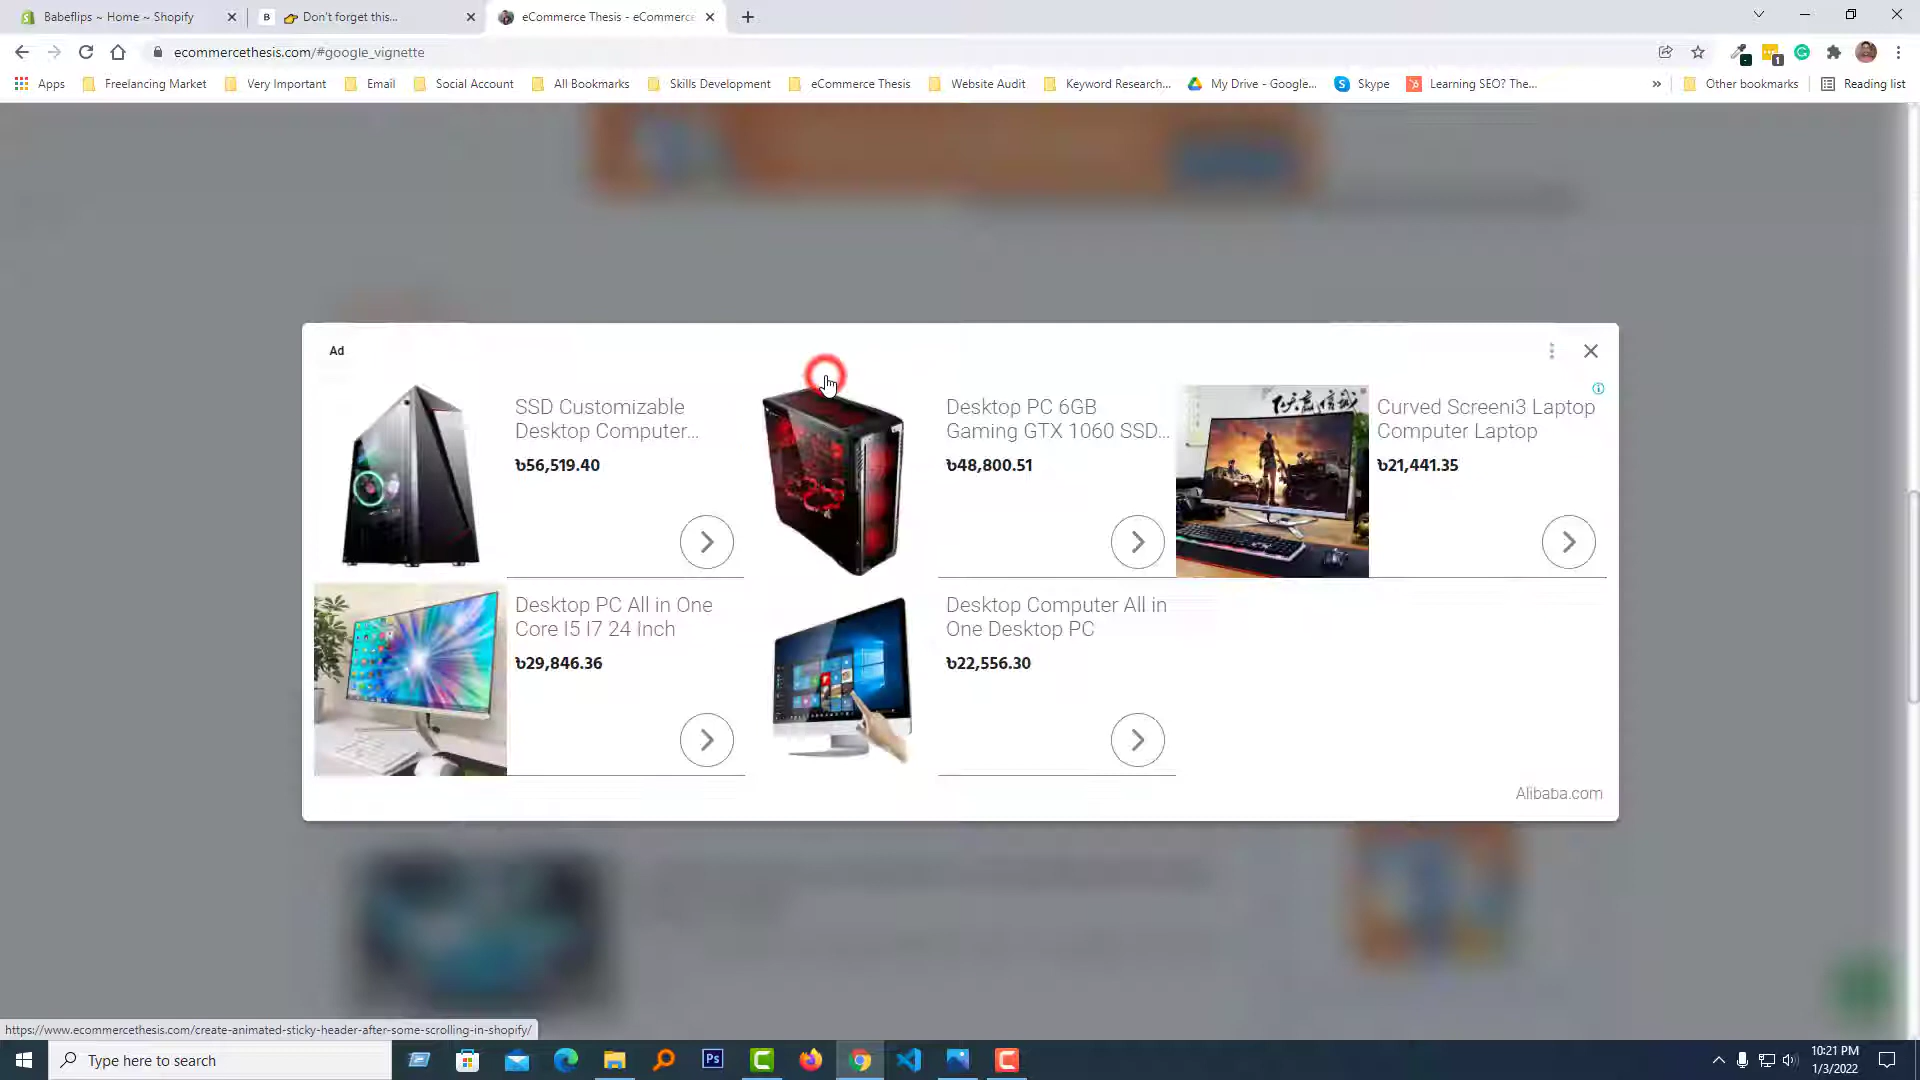 Babeflips ~ Home ~ Shopify
B
Don't forget this...
eCommerce Thesis - eCommerce
ecommercethesis.com/#google_vignette
1
Apps
Freelancing Market
Very Important
Email
Social Account
All Bookmarks
Skills Development
eCommerce Thesis
Website Audit
Keyword Research...
My Drive - Google...
Skype
Learning SEO? The...
»
Other bookmarks
Reading list
Ad
SSD Customizable
Desktop Computer...
৳56,519.40
Desktop PC 6GB
Gaming GTX 1060 SSD...
৳48,800.51
Curved Screeni3 Laptop
Computer Laptop
৳21,441.35
Desktop PC All in One
Core I5 I7 24 Inch
৳29,846.36
Desktop Computer All in
One Desktop PC
৳22,556.30
Alibaba.com
https://www.ecommercethesis.com/create-animated-sticky-header-after-some-scrolling-in-shopify/
Type here to search
Ps
10:21 PM
1/3/2022